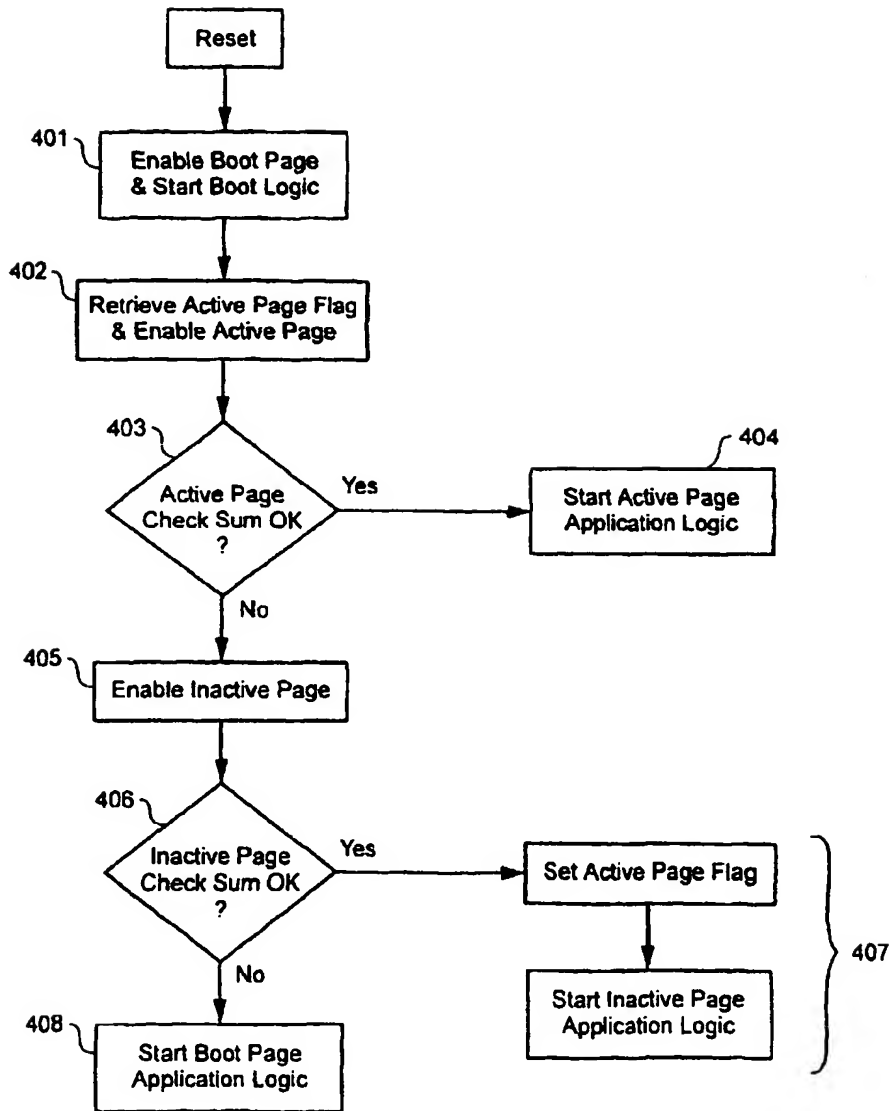 Reset
401
Enable Boot Page
& Start Boot Logic
402
Retrieve Active Page Flag
& Enable Active Page
403
Active Page
Check Sum OK
?
Yes
404
Start Active Page
Application Logic
No
405
Enable Inactive Page
406
Inactive Page
Check Sum OK
?
Yes
Set Active Page Flag
407
Start Inactive Page
Application Logic
No
408
Start Boot Page
Application Logic